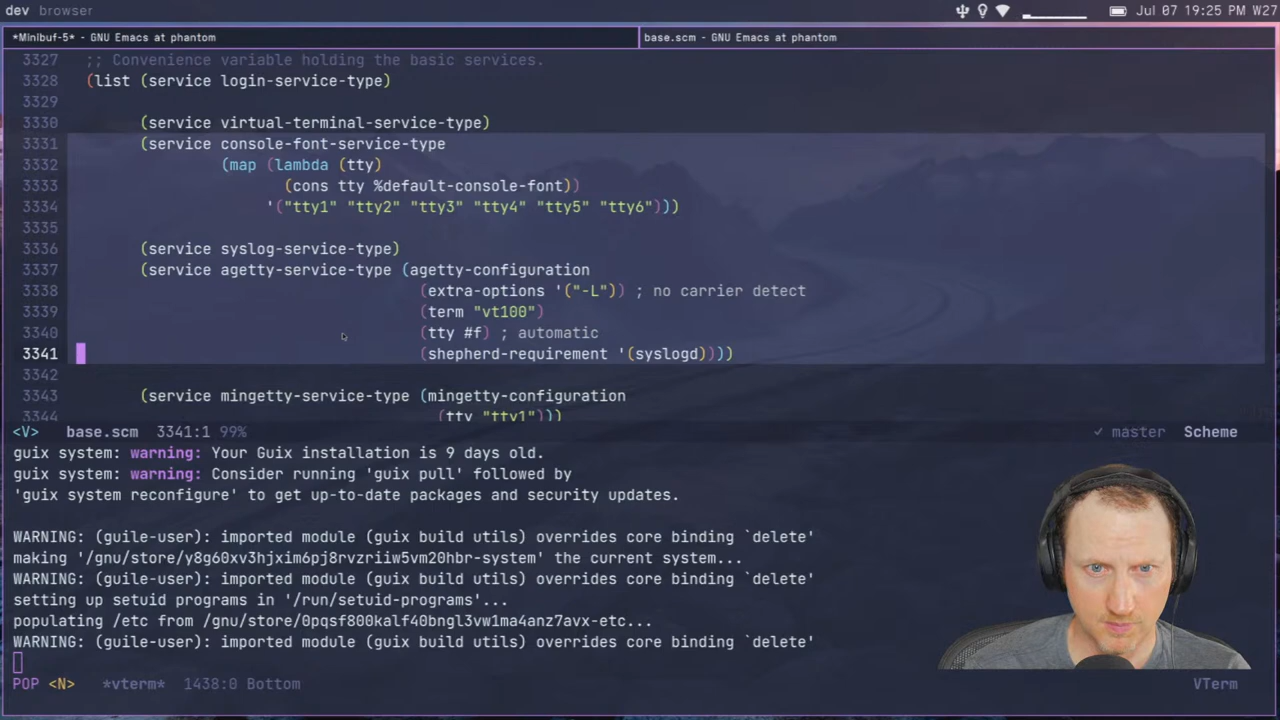 dev browser
Jul 07 19:25 PM W27
*Minibuf-5* - GNU Emacs at phantom
base.scm - GNU Emacs at phantom
3327 ;; Convenience variable holding the basic services.
3328 (list (service login-service-type)
3329
3330 (service virtual-terminal-service-type)
3331 (service console-font-service-type
3332 (map (lambda (tty)
3333 (cons tty %default-console-font))
3334 '("tty1" "tty2" "tty3" "tty4" "tty5" "tty6")))
3335
3336 (service syslog-service-type)
3337 (service agetty-service-type (agetty-configuration
3338 (extra-options '("-L")) ; no carrier detect
3339 (term "vt100")
3340 (tty #f) ; automatic
3341 (shepherd-requirement '(syslogd))))
3342
3343 (service mingetty-service-type (mingetty-configuration
3344 (tty "tty1")))
<V> base.scm 3341:1 99% ✓ master Scheme
guix system: warning: Your Guix installation is 9 days old.
guix system: warning: Consider running 'guix pull' followed by
'guix system reconfigure' to get up-to-date packages and security updates.
WARNING: (guile-user): imported module (guix build utils) overrides core binding `delete'
making '/gnu/store/y8g60xv3hjxim6pj8rvzriiw5vm20hbr-system' the current system...
WARNING: (guile-user): imported module (guix build utils) overrides core binding `delete'
setting up setuid programs in '/run/setuid-programs'...
populating /etc from /gnu/store/0pqsf800kalf40bngl3vw1ma4anz7avx-etc...
WARNING: (guile-user): imported module (guix build utils) overrides core binding `delete'
POP <N> *vterm* 1438:0 Bottom VTerm